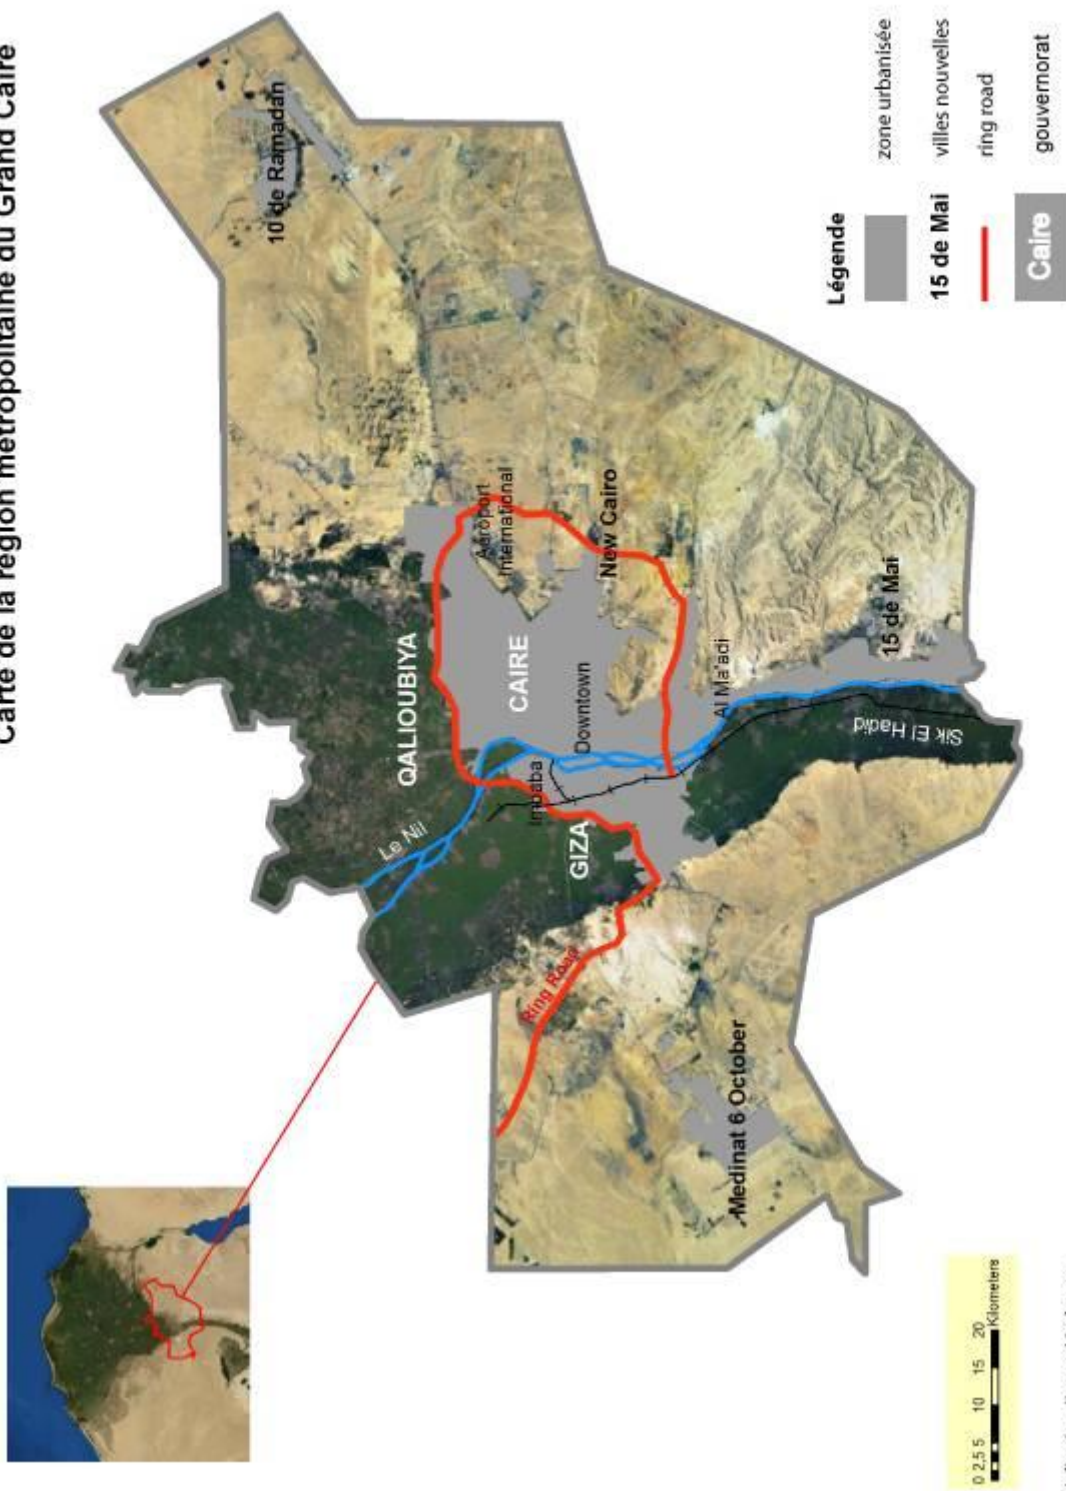 Carte de la région métropolitaine du Grand Caire
10 de Ramadan
QALIOUBIYA
Aéroport
International
Le Nil
CAIRE
New Cairo
Imbaba
Downtown
GIZA
Ring Road
Al Ma'adi
15 de Mai
Medinat 6 October
Sik El Hadid
Légende
zone urbanisée
15 de Mai
villes nouvelles
ring road
Caire
gouvernorat
0 2,5 5 10 15 20
Kilometers